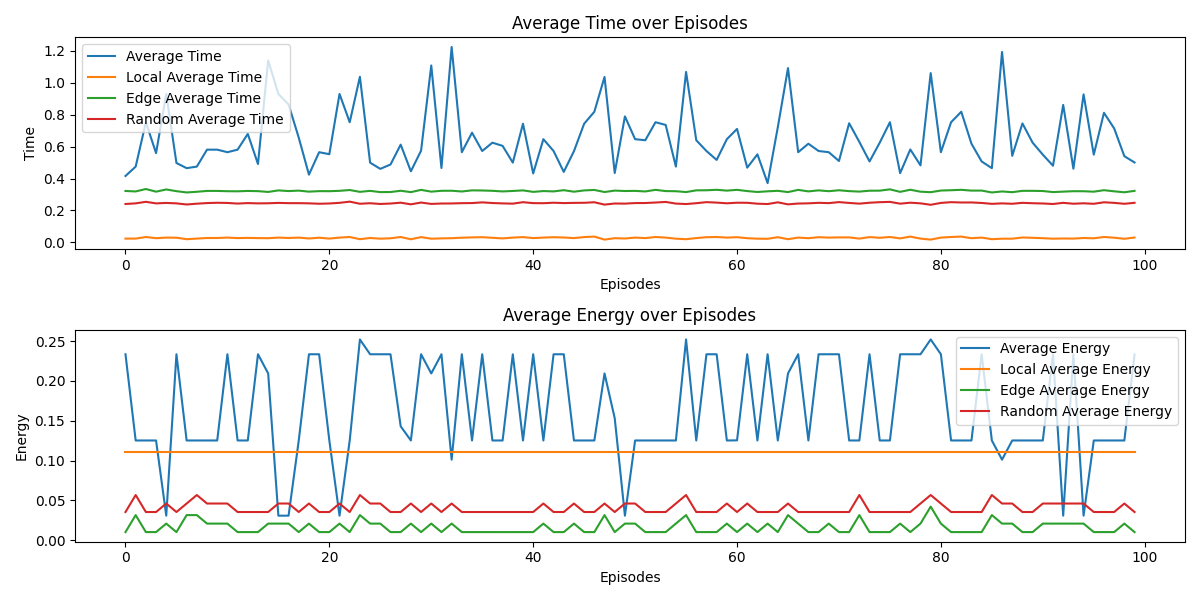 Average Time over Episodes
Time
1.2
1.0
0.8
0.6
0.4
0.2
0.0
Average Time
Local Average Time
Edge Average Time
Random Average Time
0 20 40 60 80 100
Episodes
Average Energy over Episodes
Energy
0.25
0.20
0.15
0.10
0.05
0.00
Average Energy
Local Average Energy
Edge Average Energy
Random Average Energy
0 20 40 60 80 100
Episodes